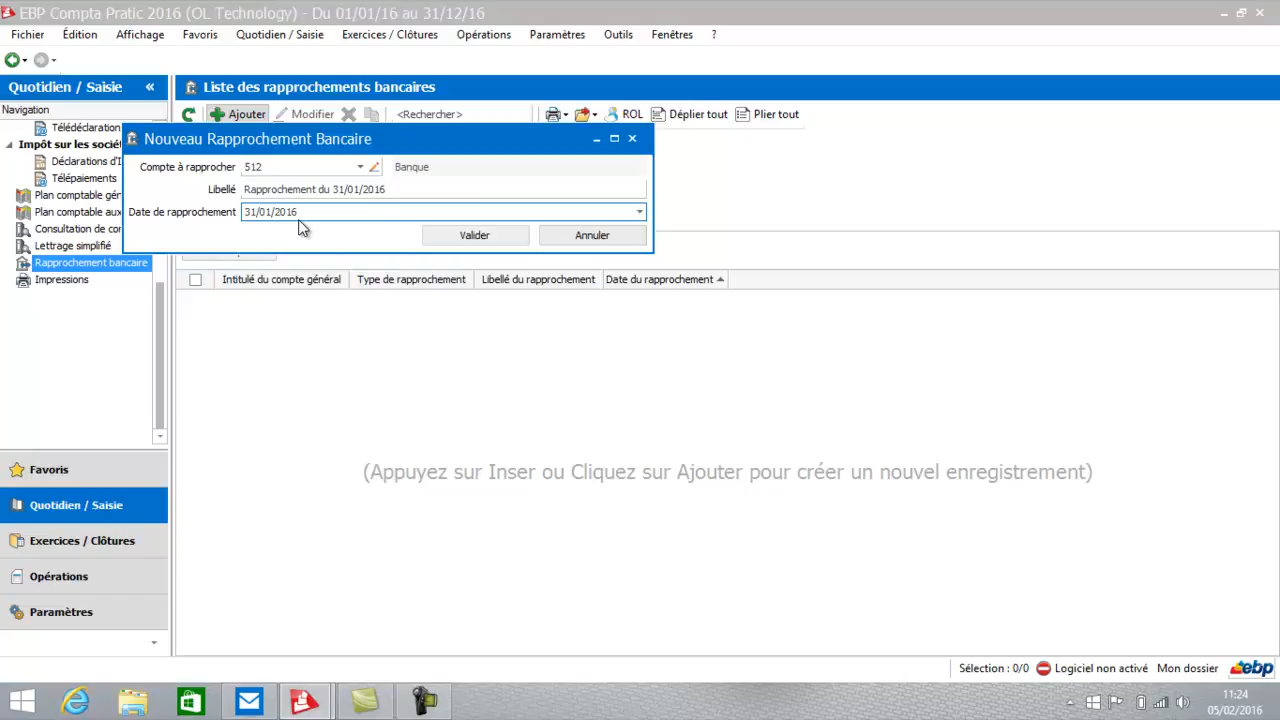 EBP Compta Pratic 2016 (OL Technology) - Du 01/01/16 au 31/12/16
Fichier Édition Affichage Favoris Quotidien / Saisie Exercices / Clôtures Opérations Paramètres Outils Fenêtres ?
Quotidien / Saisie «
Liste des rapprochements bancaires
Navigation
Ajouter Modifier <Rechercher> ROL Déplier tout Plier tout
Télédéclaration
Impôt sur les sociét
Déclarations d'I
Télépaiements
Plan comptable gén
Plan comptable aux
Consultation de cor
Lettrage simplifié
Rapprochement bancaire
Impressions
Nouveau Rapprochement Bancaire
Compte à rapprocher 512 Banque
Libellé Rapprochement du 31/01/2016
Date de rapprochement 31/01/2016
Valider Annuler
Intitulé du compte général Type de rapprochement Libellé du rapprochement Date du rapprochement
(Appuyez sur Inser ou Cliquez sur Ajouter pour créer un nouvel enregistrement)
Favoris
Quotidien / Saisie
Exercices / Clôtures
Opérations
Paramètres
Sélection : 0/0 Logiciel non activé Mon dossier ebp
11:24
05/02/2016